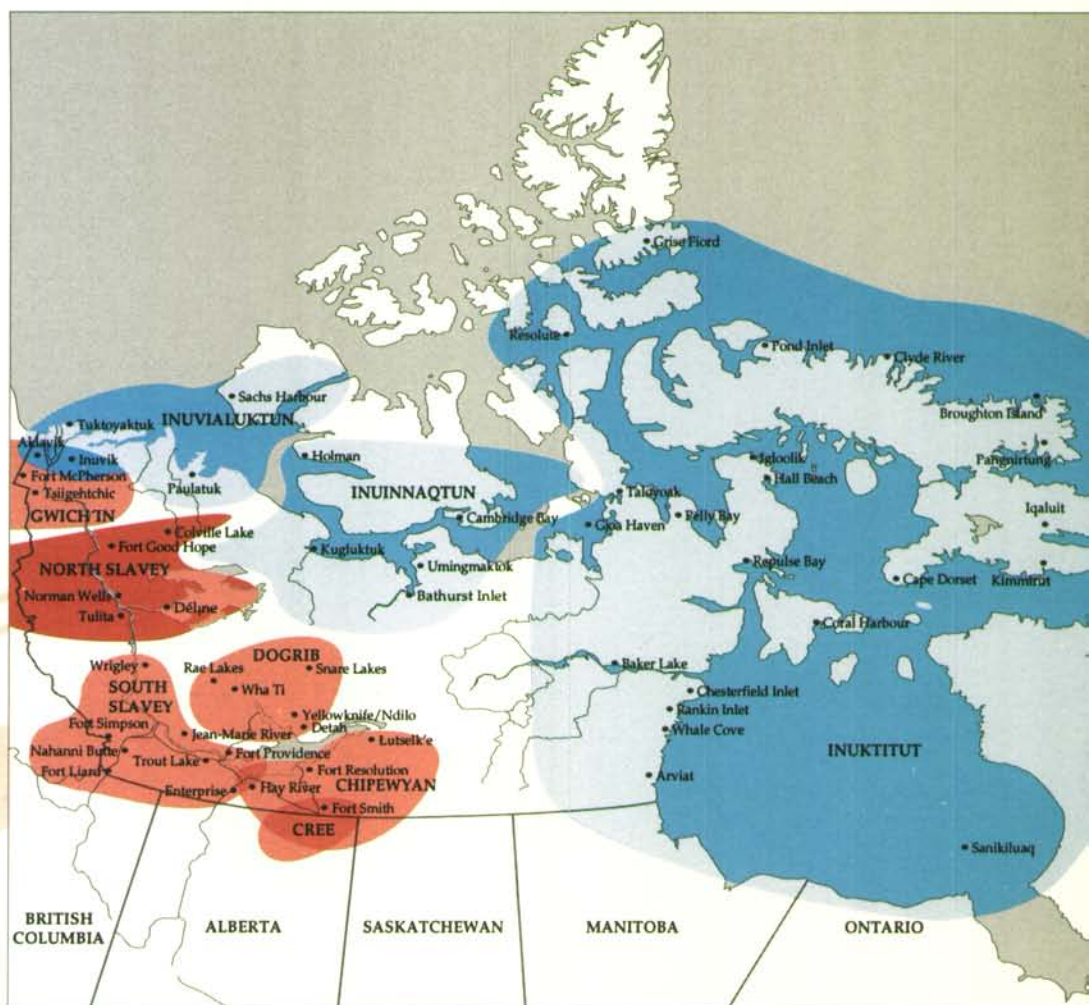 Grise Fiord
Resolute
Pond Inlet
Clyde River
Sachs Harbour
Broughton Island
INUVIALUKTUN
Tuktoyaktuk
Aklavik
Inuvik
Holman
Igloolik
Pangnirtung
Fort McPherson
Paulatuk
Hall Beach
Tsiigehtchic
INUINNAQTUN
Taloyoak
GWICH'IN
Cambridge Bay
Gjoa Haven
Pelly Bay
Iqaluit
Colville Lake
Fort Good Hope
Kugluktuk
Umingmaktok
Repulse Bay
NORTH SLAVEY
Cape Dorset
Kimmirut
Norman Wells
Déline
Bathurst Inlet
Tulita
Coral Harbour
DOGRIB
Wrigley
Rae Lakes
Snare Lakes
Baker Lake
SOUTH
SLAVEY
Wha Ti
Chesterfield Inlet
Rankin Inlet
Fort Simpson
Yellowknife/Ndilo
Detah
Jean-Marie River
Whale Cove
Lutselk'e
Nahanni Butte
Fort Providence
INUKTITUT
Trout Lake
Fort Liard
Fort Resolution
Arviat
CHIPEWYAN
Enterprise
Hay River
Fort Smith
CREE
Sanikiluaq
BRITISH
COLUMBIA
ALBERTA
SASKATCHEWAN
MANITOBA
ONTARIO